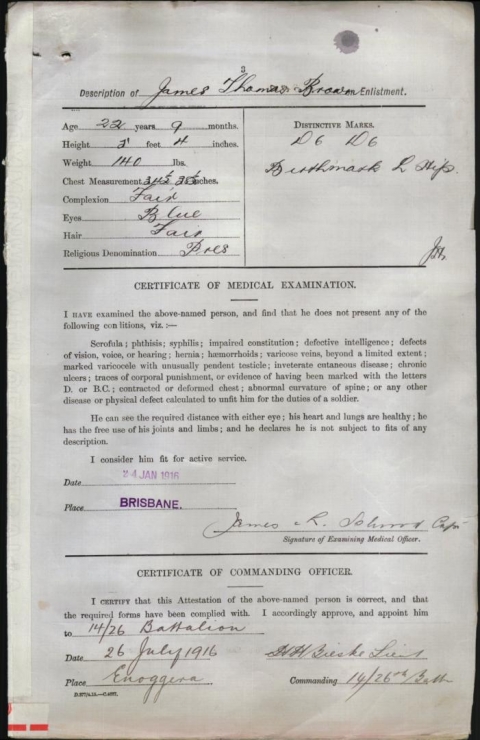 3
Description of James Thomas Brown on Enlistment.
Age 22 years 9 months.
Height 5 feet 4 inches.
Weight 140 lbs.
Chest Measurement inches.
Complexion Fair
Eyes Blue
Hair Fair
Religious Denomination Pres
DISTINCTIVE MARKS.
D6 D6
Birthmark L Hip.
CERTIFICATE OF MEDICAL EXAMINATION.
I HAVE examined the above-named person, and find that he does not present any of the
following conditions, viz. :—
Scrofula ; phthisis ; syphilis ; impaired constitution ; defective intelligence ; defects
of vision, voice, or hearing ; hernia ; hæmorrhoids ; varicose veins, beyond a limited extent ;
marked varicocele with unusually pendent testicle ; inveterate cutaneous disease ; chronic
ulcers ; traces of corporal punishment, or evidence of having been marked with the letters
D. or B.C. ; contracted or deformed chest ; abnormal curvature of spine ; or any other
disease or physical defect calculated to unfit him for the duties of a soldier.
He can see the required distance with either eye ; his heart and lungs are healthy ; he
has the free use of his joints and limbs ; and he declares he is not subject to fits of any
description.
I consider him fit for active service.
Date 24 JAN 1916
Place BRISBANE.
James Capt
Signature of Examining Medical Officer.
CERTIFICATE OF COMMANDING OFFICER.
I CERTIFY that this Attestation of the above-named person is correct, and that
the required forms have been complied with. I accordingly approve, and appoint him
to 14/26 Battalion
Date 26 July 1916
Lieut
Place Enoggera
Commanding 14/26th Battn